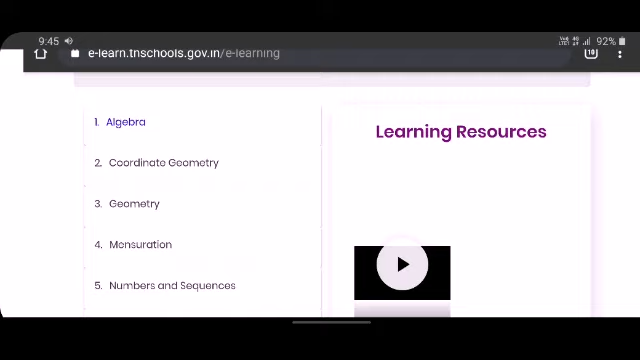 9:45
92%
e-learn.tnschools.gov.in/e-learning
Learning Resources
1. Algebra
2. Coordinate Geometry
3. Geometry
4. Mensuration
5. Numbers and Sequences